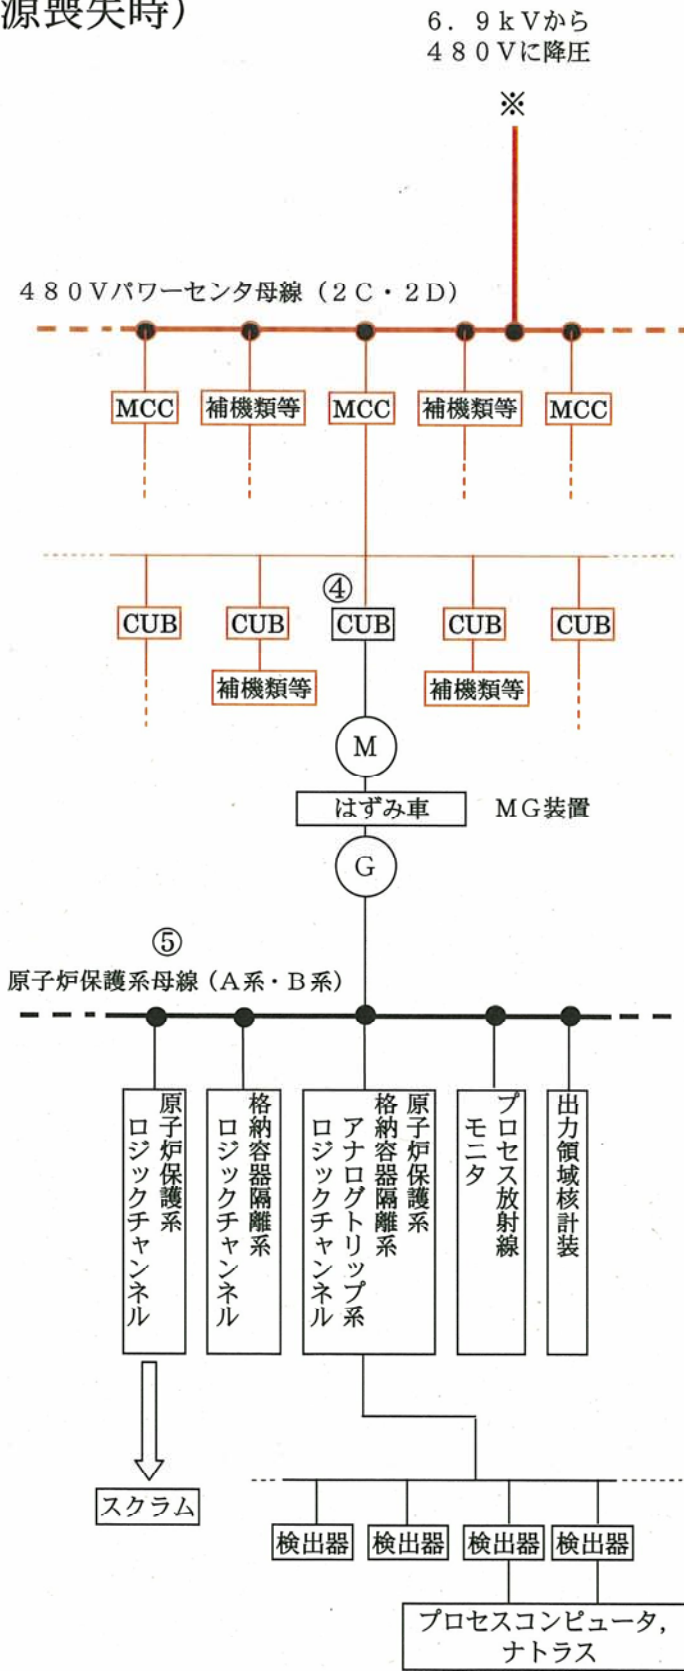 源喪失時）
６．９ｋＶから
４８０Ｖに降圧
※
４８０Ｖパワーセンタ母線（２Ｃ・２Ｄ）
MCC
補機類等
MCC
補機類等
MCC
④
CUB
CUB
CUB
CUB
CUB
補機類等
補機類等
M
はずみ車
ＭＧ装置
G
⑤
原子炉保護系母線（Ａ系・Ｂ系）
原子炉保護系
ロジックチャンネル
格納容器隔離系
ロジックチャンネル
原子炉保護系
格納容器隔離系
アナログトリップ系
ロジックチャンネル
プロセス放射線
モニタ
出力領域核計装
スクラム
検出器
検出器
検出器
検出器
プロセスコンピュータ，
ナトラス